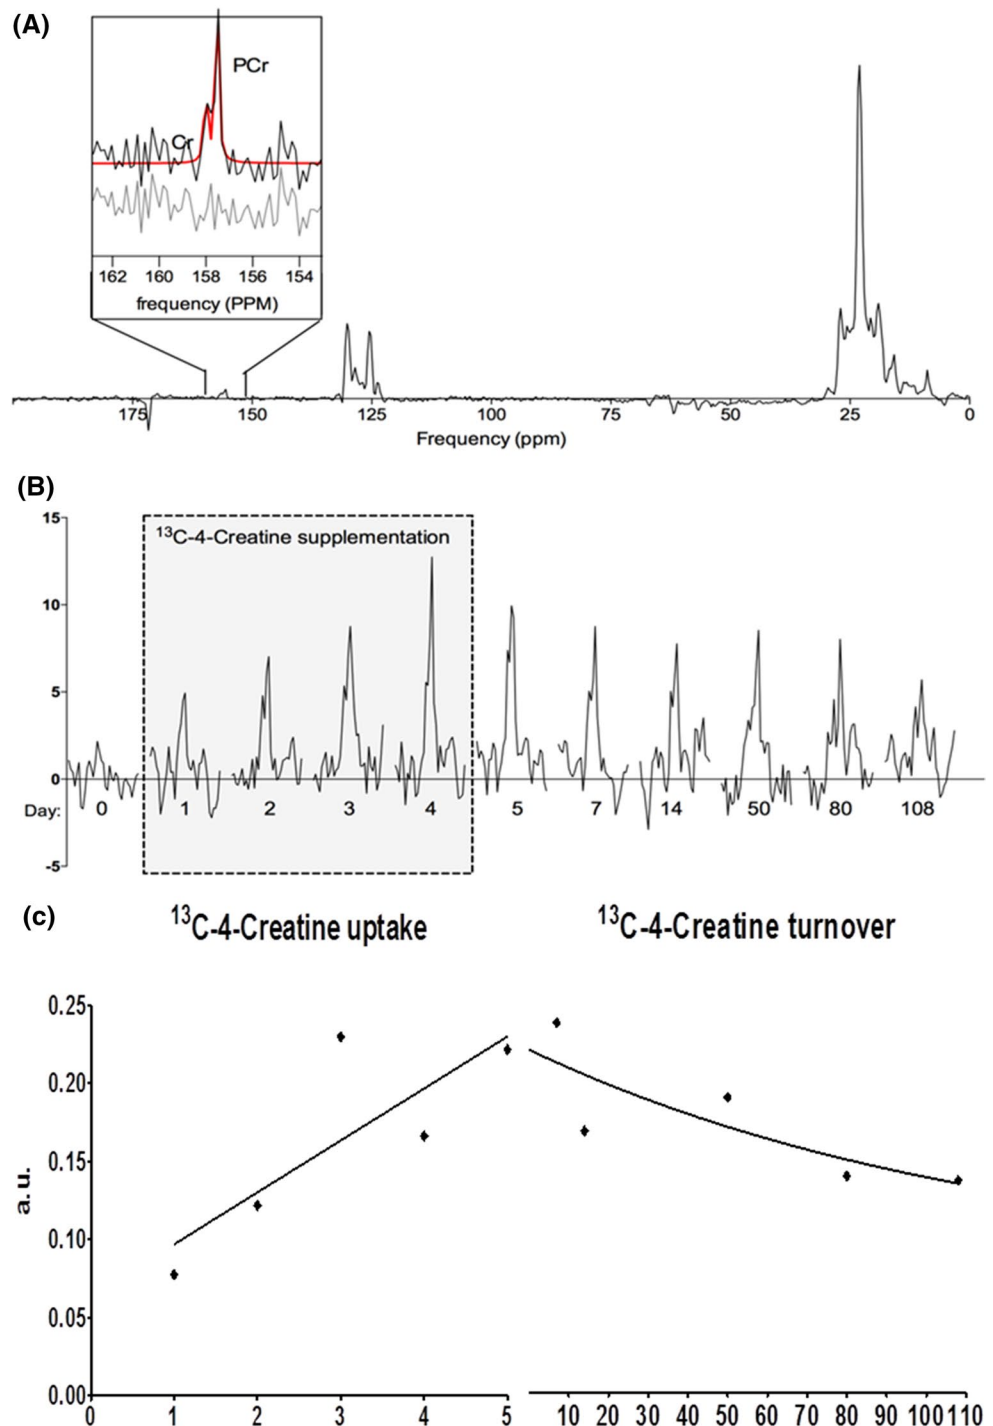 (A)
PCr
Cr
162 160 158 156 154
frequency (PPM)
175 150 125 100 75 50 25 0
Frequency (ppm)
(B)
15
¹³C-4-Creatine supplementation
10
5
0
Day: 0 1 2 3 4 5 7 14 50 80 108
-5
(c)
¹³C-4-Creatine uptake
¹³C-4-Creatine turnover
0.25
0.20
0.15
a.u.
0.10
0.05
0.00
0 1 2 3 4 5
10 20 30 40 50 60 70 80 90 100 110